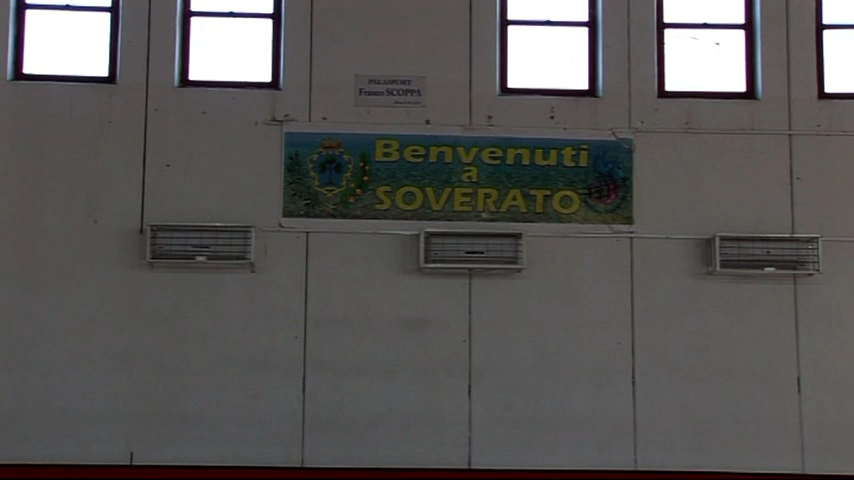 PALASPORT
Franco SCOPPA
Benvenuti
a
SOVERATO